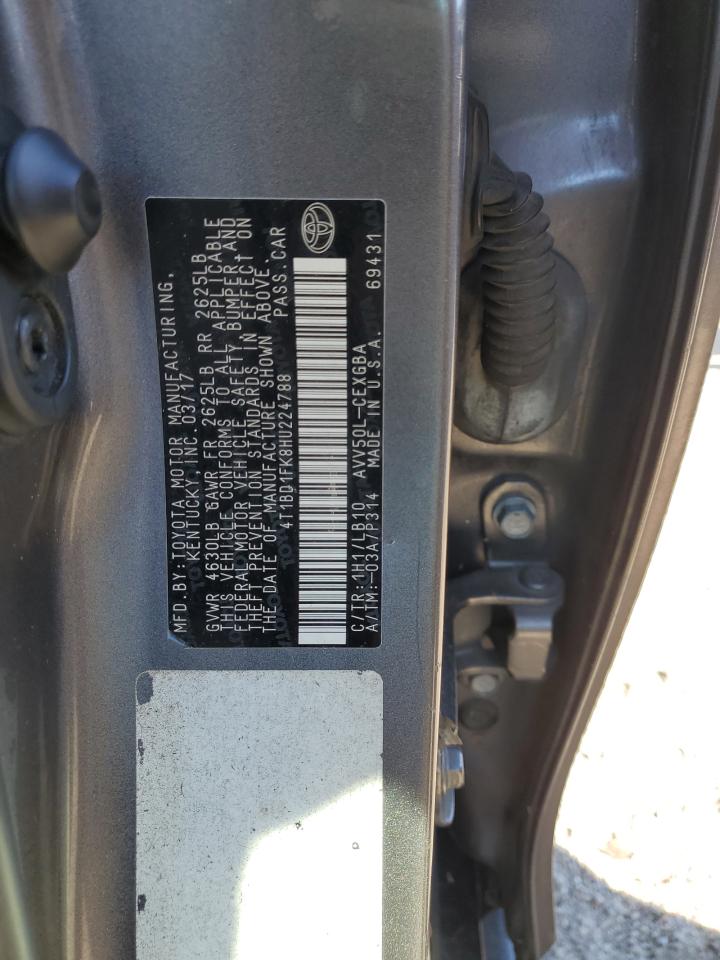 MFD. BY: TOYOTA MOTOR MANUFACTURING,
KENTUCKY, INC. 03/17
GVWR 4630LB GAWR FR 2625LB RR 2625LB
THIS VEHICLE CONFORMS TO ALL APPLICABLE
FEDERAL MOTOR VEHICLE SAFETY, BUMPER, AND
THEFT PREVENTION STANDARDS IN EFFECT ON
THE DATE OF MANUFACTURE SHOWN ABOVE.
4T1BD1FK8HU224788 PASS. CAR
C/TR: 1H1/LB10 AVV50L-CEXGBA
A/TM: -03A/P314 MADE IN U.S.A. 69431